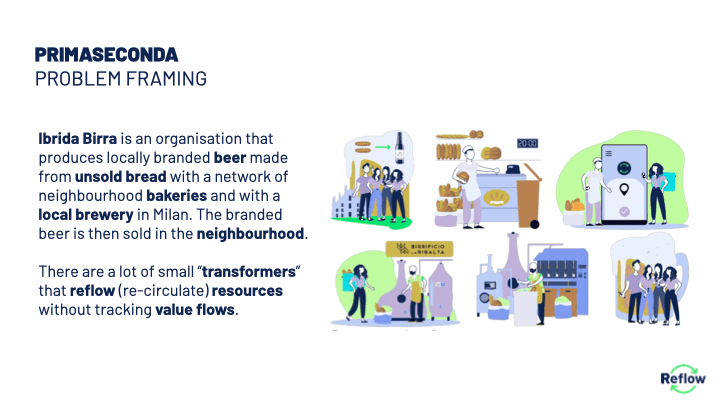 PRIMASECONDA
PROBLEM FRAMING
Ibrida Birra is an organisation that
produces locally branded beer made
from unsold bread with a network of
neighbourhood bakeries and with a
local brewery in Milan. The branded
beer is then sold in the neighbourhood.
There are a lot of small “transformers”
that reflow (re-circulate) resources
without tracking value flows.
20:00
BIRRIFICIO
LA RIBALTA
Reflow